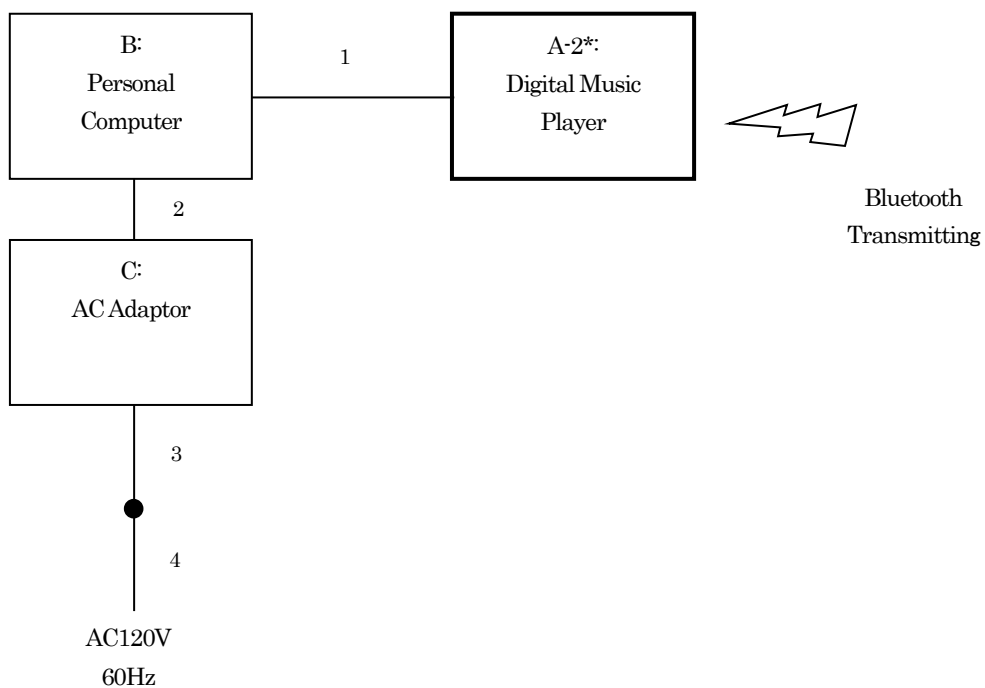 B:
Personal
Computer
1
A-2*:
Digital Music
Player
Bluetooth
Transmitting
2
C:
AC Adaptor
3
4
AC120V
60Hz